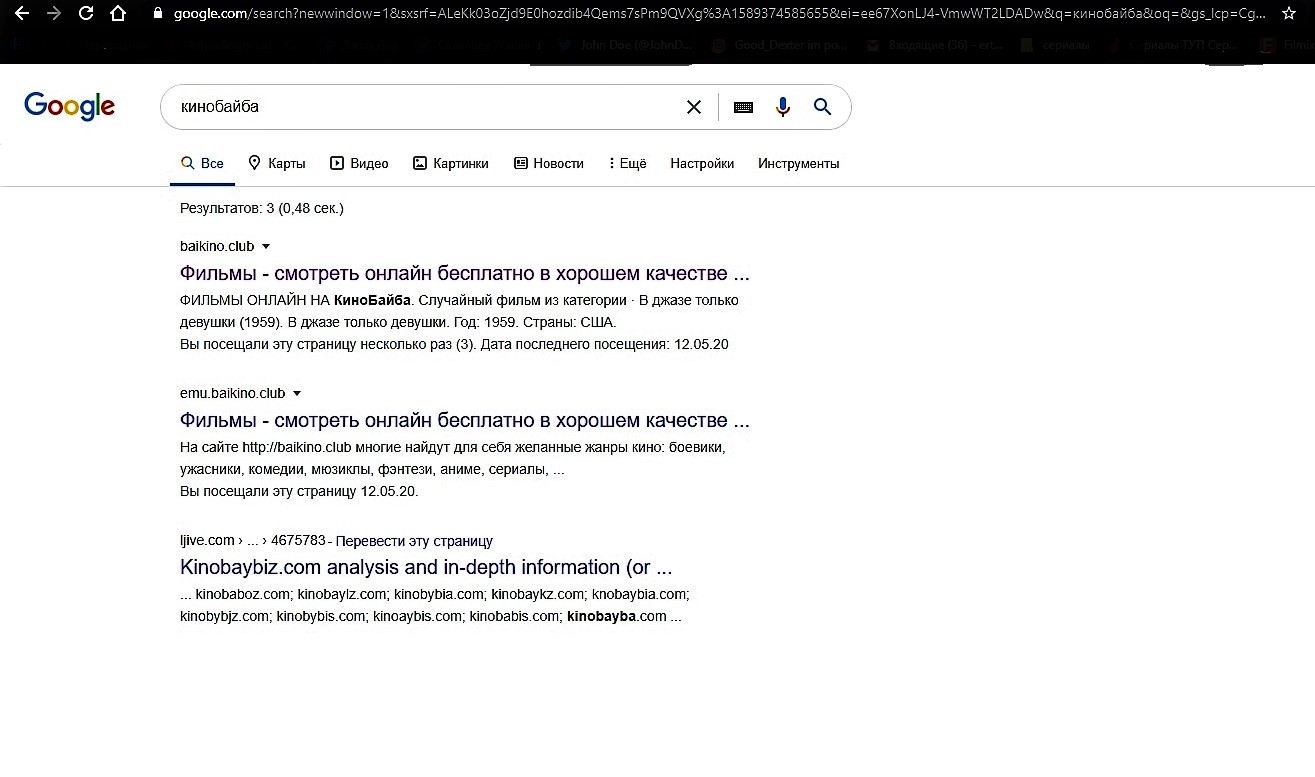 google.com/search?newwindow=1&sxsrf=ALeKk03oZjd9E0hozdib4Qems7sPm9QVXg%3A1589374585655&ei=ee67XonLJ4-VmwWT2LDADw&q=кинобайба&oq=&gs_lcp=Cg...
John Doe (@JohnD... Good_Dexter im po... Входящие (36) - ert... сериалы
Google кинобайба
Все Карты Видео Картинки Новости Ещё Настройки Инструменты
Результатов: 3 (0,48 сек.)
baikino.club
Фильмы - смотреть онлайн бесплатно в хорошем качестве ...
ФИЛЬМЫ ОНЛАЙН НА КиноБайба. Случайный фильм из категории · В джазе только
девушки (1959). В джазе только девушки. Год: 1959. Страны: США.
Вы посещали эту страницу несколько раз (3). Дата последнего посещения: 12.05.20
emu.baikino.club
Фильмы - смотреть онлайн бесплатно в хорошем качестве ...
На сайте http://baikino.club многие найдут для себя желанные жанры кино: боевики,
ужасники, комедии, мюзиклы, фэнтези, аниме, сериалы, ...
Вы посещали эту страницу 12.05.20.
ljive.com › ... › 4675783 - Перевести эту страницу
Kinobaybiz.com analysis and in-depth information (or ...
... kinobaboz.com; kinobaylz.com; kinobybia.com; kinobaykz.com; knobaybia.com;
kinobybjz.com; kinobybis.com; kinoaybis.com; kinobabis.com; kinobayba.com ...